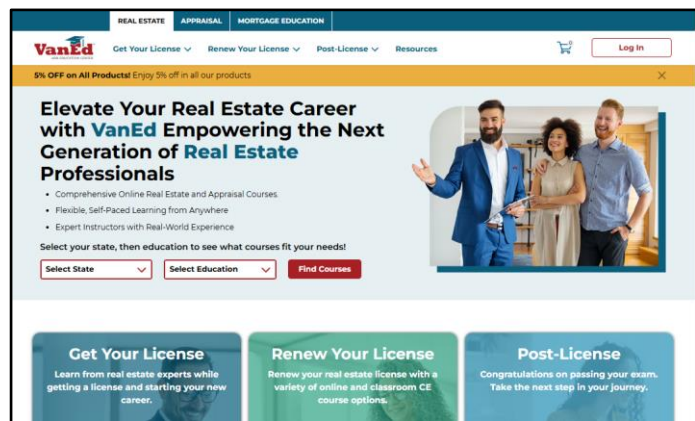 REAL ESTATE APPRAISAL MORTGAGE EDUCATION
VanEd Get Your License Renew Your License Post-License Resources 0 Log In
5% OFF on All Products! Enjoy 5% off in all our products
Elevate Your Real Estate Career
with VanEd Empowering the Next
Generation of Real Estate
Professionals
• Comprehensive Online Real Estate and Appraisal Courses
• Flexible, Self-Paced Learning from Anywhere
• Expert Instructors with Real-World Experience
Select your state, then education to see what courses fit your needs!
Select State Select Education Find Courses
Get Your License
Learn from real estate experts while
getting a license and starting your new
career.
Renew Your License
Renew your real estate license with a
variety of online and classroom CE
course options.
Post-License
Congratulations on passing your exam.
Take the next step in your journey.